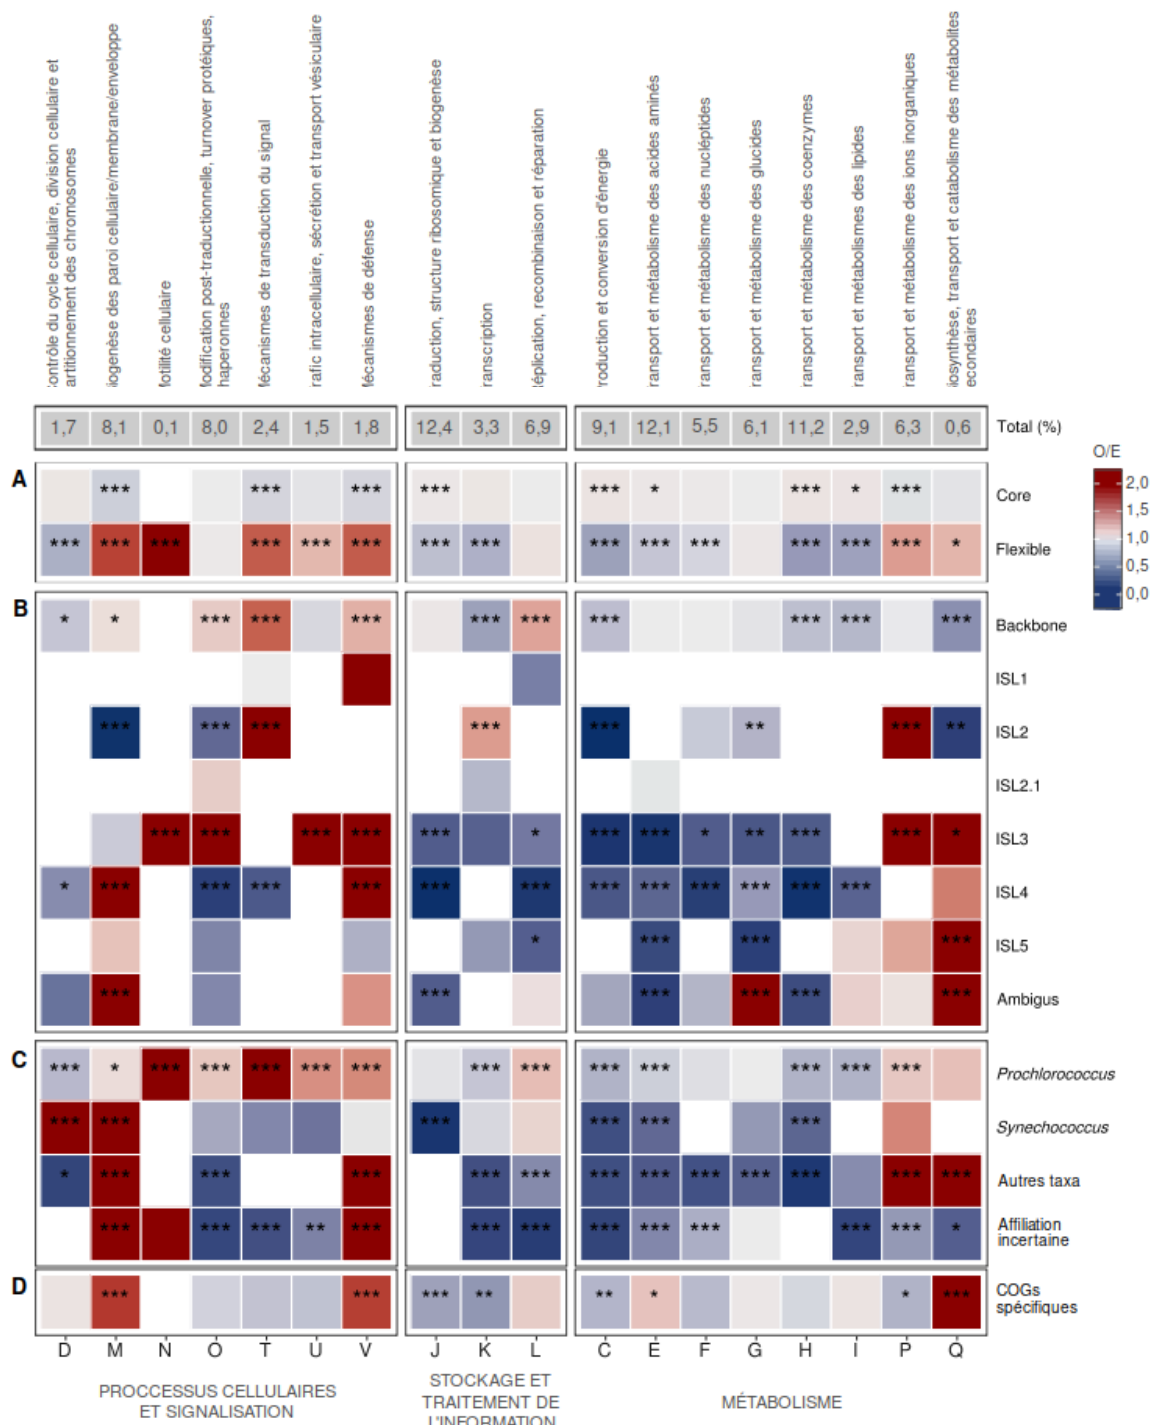 ontrôle du cycle cellulaire, division cellulaire et
artitionnement des chromosomes
iogenèse des paroi cellulaire/membrane/enveloppe
lotilité cellulaire
lodification post-traductionnelle, turnover protéiques,
haperonnes
lécanismes de transduction du signal
rafic intracellulaire, sécrétion et transport vésiculaire
lécanismes de défense
raduction, structure ribosomique et biogenèse
ranscription
éplication, recombinaison et réparation
roduction et conversion d'énergie
ransport et métabolisme des acides aminés
ransport et métabolisme des nucléptides
ransport et métabolisme des glucides
ransport et métabolisme des coenzymes
ransport et métabolismes des lipides
ransport et métabolisme des ions inorganiques
iosynthèse, transport et catabolisme des métabolites
econdaires
1,7 8,1 0,1 8,0 2,4 1,5 1,8 12,4 3,3 6,9 9,1 12,1 5,5 6,1 11,2 2,9 6,3 0,6 Total (%)
O/E
2,0
1,5
1,0
0,5
0,0
A
Core
Flexible
B
Backbone
ISL1
ISL2
ISL2.1
ISL3
ISL4
ISL5
Ambigus
C
Prochlorococcus
Synechococcus
Autres taxa
Affiliation
incertaine
D
COGs
spécifiques
D M N O T U V J K L C E F G H I P Q
PROCCESSUS CELLULAIRES
ET SIGNALISATION
STOCKAGE ET
TRAITEMENT DE
L'INFORMATION
MÉTABOLISME